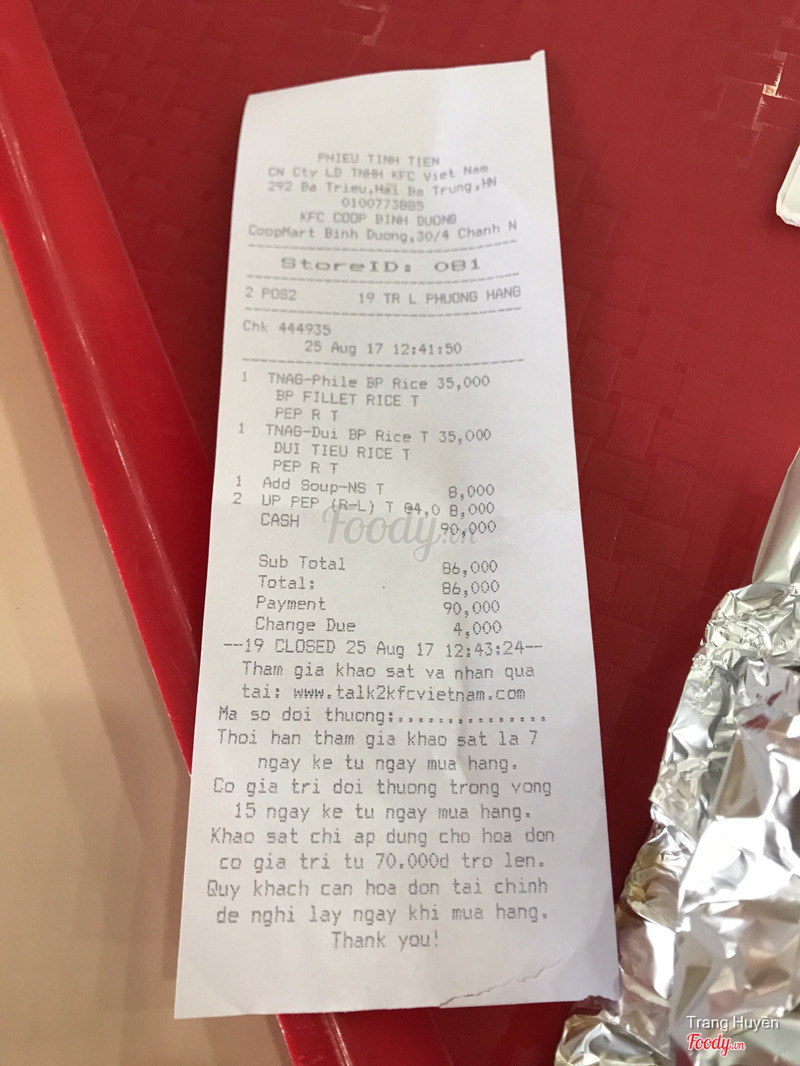 PHIEU TINH TIEN
CN Cty LD TNHH KFC Viet Nam
292 Ba Trieu,Hai Ba Trung,HN
0100773885
KFC COOP BINH DUONG
CoopMart Binh Duong,30/4 Chanh N
StoreID: 081
2 POS2 19 TR L PHUONG HANG
Chk 444935
25 Aug 17 12:41:50
1 TNAG-Phile BP Rice 35,000
BP FILLET RICE T
PEP R T
1 TNAG-Dui BP Rice T 35,000
DUI TIEU RICE T
PEP R T
1 Add Soup-NS T 8,000
2 UP PEP (R-L) T @4,0 8,000
CASH 90,000
Sub Total 86,000
Total: 86,000
Payment 90,000
Change Due 4,000
--19 CLOSED 25 Aug 17 12:43:24--
Tham gia khao sat va nhan qua
tai: www.talk2kfcvietnam.com
Ma so doi thuong:...............
Thoi han tham gia khao sat la 7
ngay ke tu ngay mua hang.
Co gia tri doi thuong trong vong
15 ngay ke tu ngay mua hang.
Khao sat chi ap dung cho hoa don
co gia tri tu 70.000d tro len.
Quy khach can hoa don tai chinh
de nghi lay ngay khi mua hang.
Thank you!
Foody.vn
Trang Huyên
Foody.vn